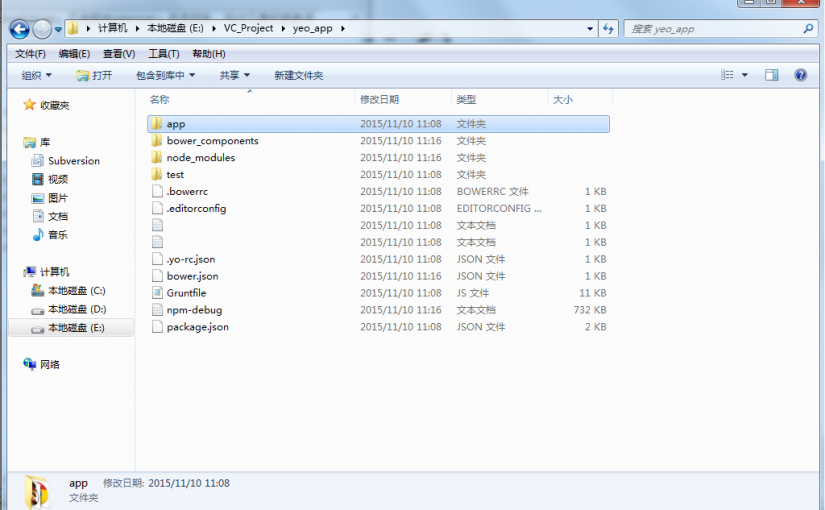 计算机 本地磁盘 (E:) VC_Project yeo_app 搜索 yeo_app
文件(F) 编辑(E) 查看(V) 工具(T) 帮助(H)
组织 打开 包含到库中 共享 新建文件夹
收藏夹
库
Subversion
视频
图片
文档
音乐
计算机
本地磁盘 (C:)
本地磁盘 (D:)
本地磁盘 (E:)
网络
名称 修改日期 类型 大小
app 2015/11/10 11:08 文件夹
bower_components 2015/11/10 11:16 文件夹
node_modules 2015/11/10 11:16 文件夹
test 2015/11/10 11:08 文件夹
.bowerrc 2015/11/10 11:08 BOWERRC 文件 1 KB
.editorconfig 2015/11/10 11:08 EDITORCONFIG ... 1 KB
2015/11/10 11:08 文本文档 1 KB
2015/11/10 11:08 文本文档 1 KB
.yo-rc.json 2015/11/10 11:08 JSON 文件 1 KB
bower.json 2015/11/10 11:16 JSON 文件 1 KB
Gruntfile 2015/11/10 11:08 JS 文件 11 KB
npm-debug 2015/11/10 11:16 文本文档 732 KB
package.json 2015/11/10 11:08 JSON 文件 2 KB
app 修改日期: 2015/11/10 11:08
文件夹